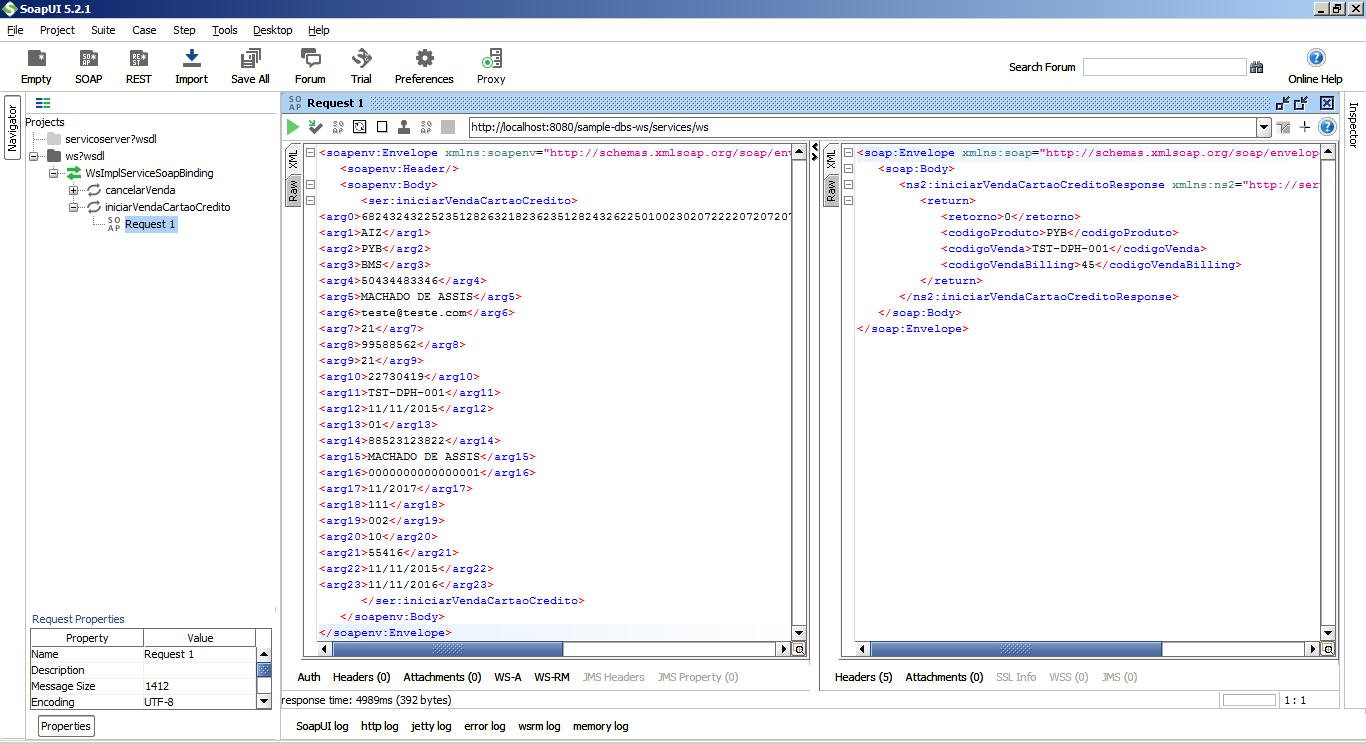 SoapUI 5.2.1
File Project Suite Case Step Tools Desktop Help
Empty SOAP REST Import Save All Forum Trial Preferences Proxy
Search Forum
Online Help
Navigator
Projects
servicoserver?wsdl
ws?wsdl
WsImplServiceSoapBinding
cancelarVenda
iniciarVendaCartaoCredito
Request 1
Request Properties
Property Value
Name Request 1
Description
Message Size 1412
Encoding UTF-8
Properties
Request 1
http://localhost:8080/sample-dbs-ws/services/ws
XML
Raw
<soapenv:Envelope xmlns:soapenv="http://schemas.xmlsoap.org/soap/env
<soapenv:Header/>
<soapenv:Body>
<ser:iniciarVendaCartaoCredito>
<arg0>68243243225235128263218236235128243262250100230207222207207207
<arg1>AIZ</arg1>
<arg2>PYB</arg2>
<arg3>BMS</arg3>
<arg4>50434483346</arg4>
<arg5>MACHADO DE ASSIS</arg5>
<arg6>teste@teste.com</arg6>
<arg7>21</arg7>
<arg8>99588562</arg8>
<arg9>21</arg9>
<arg10>22730419</arg10>
<arg11>TST-DPH-001</arg11>
<arg12>11/11/2015</arg12>
<arg13>01</arg13>
<arg14>88523123822</arg14>
<arg15>MACHADO DE ASSIS</arg15>
<arg16>0000000000000001</arg16>
<arg17>11/2017</arg17>
<arg18>111</arg18>
<arg19>002</arg19>
<arg20>10</arg20>
<arg21>55416</arg21>
<arg22>11/11/2015</arg22>
<arg23>11/11/2016</arg23>
</ser:iniciarVendaCartaoCredito>
</soapenv:Body>
</soapenv:Envelope>
XML
Raw
<soap:Envelope xmlns:soap="http://schemas.xmlsoap.org/soap/envelop
<soap:Body>
<ns2:iniciarVendaCartaoCreditoResponse xmlns:ns2="http://ser
<return>
<retorno>0</retorno>
<codigoProduto>PYB</codigoProduto>
<codigoVenda>TST-DPH-001</codigoVenda>
<codigoVendaBilling>45</codigoVendaBilling>
</return>
</ns2:iniciarVendaCartaoCreditoResponse>
</soap:Body>
</soap:Envelope>
Inspector
Auth Headers (0) Attachments (0) WS-A WS-RM JMS Headers JMS Property (0)
Headers (5) Attachments (0) SSL Info WSS (0) JMS (0)
response time: 4989ms (392 bytes)
1 : 1
SoapUI log http log jetty log error log wsrm log memory log